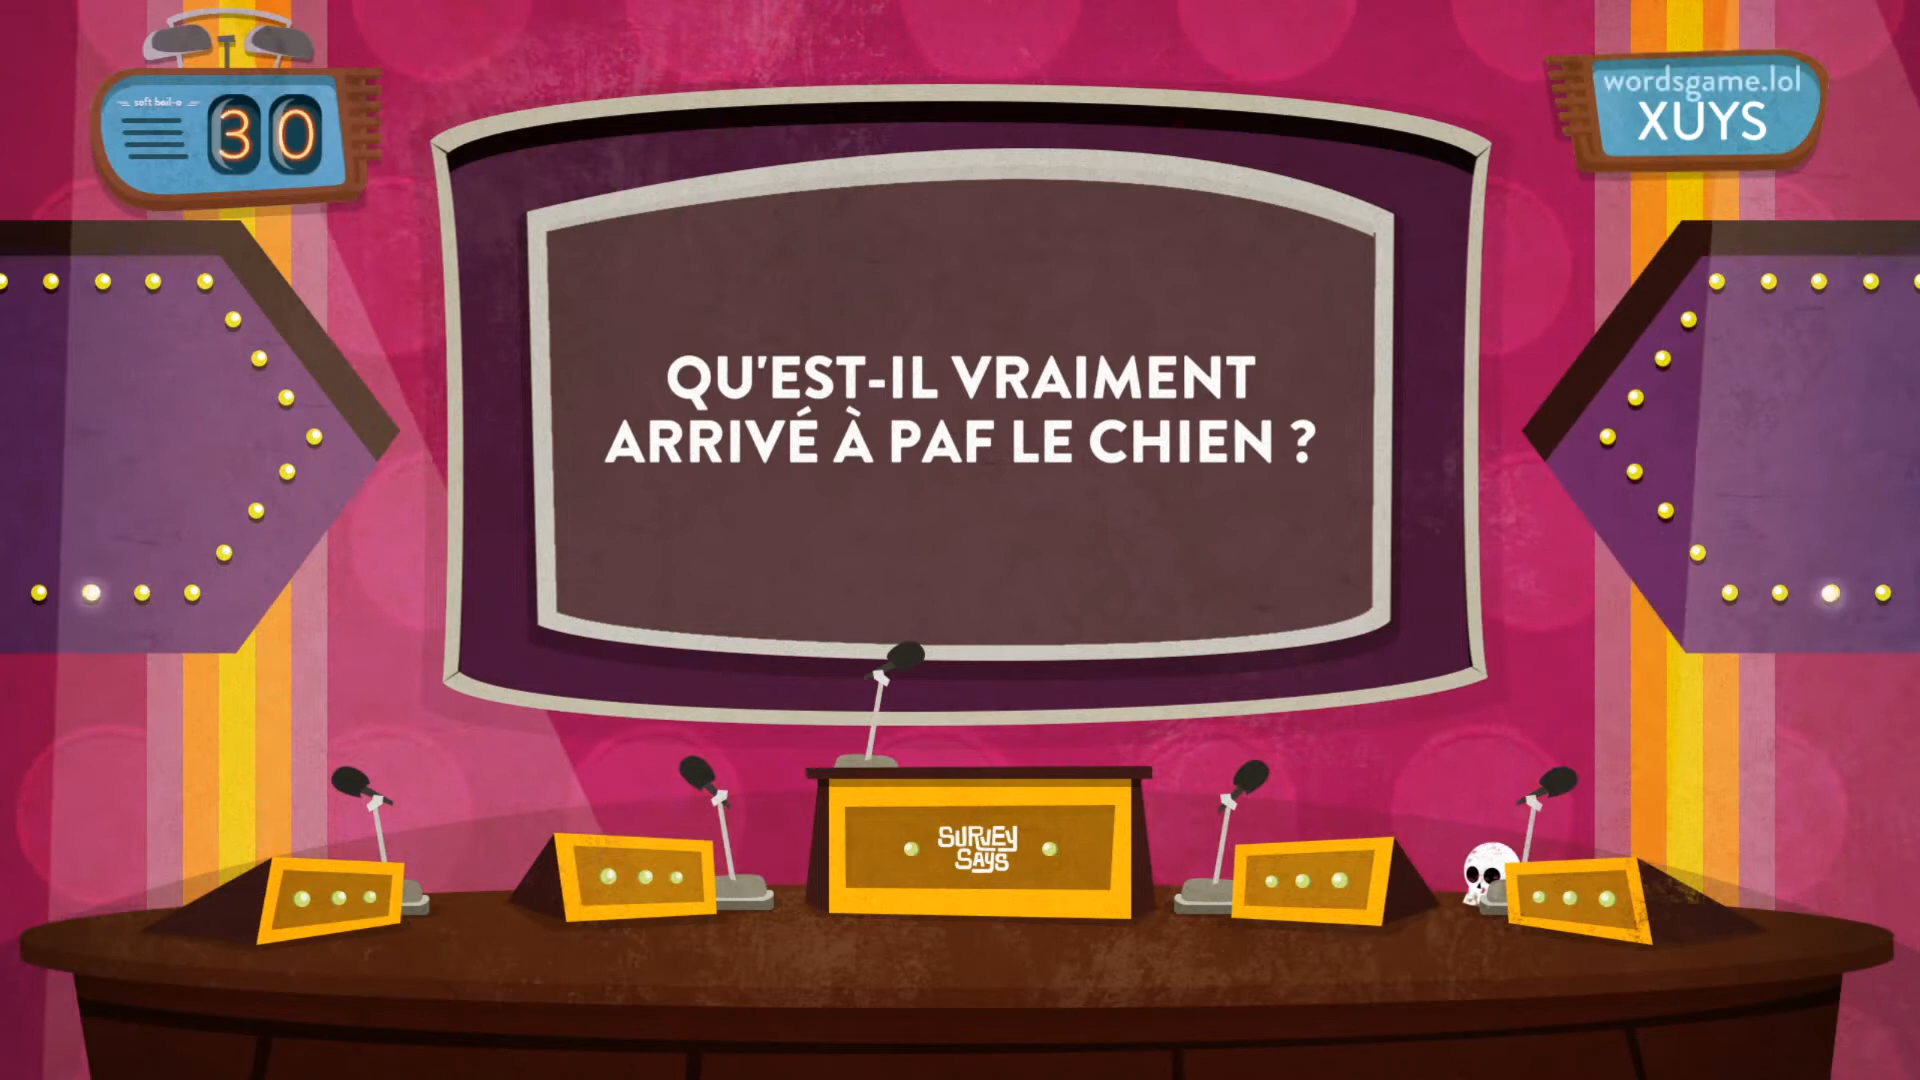 soft boil-o
30
wordsgame.lol
XUYS
QU'EST-IL VRAIMENT
ARRIVÉ À PAF LE CHIEN ?
SURVEY
SAYS